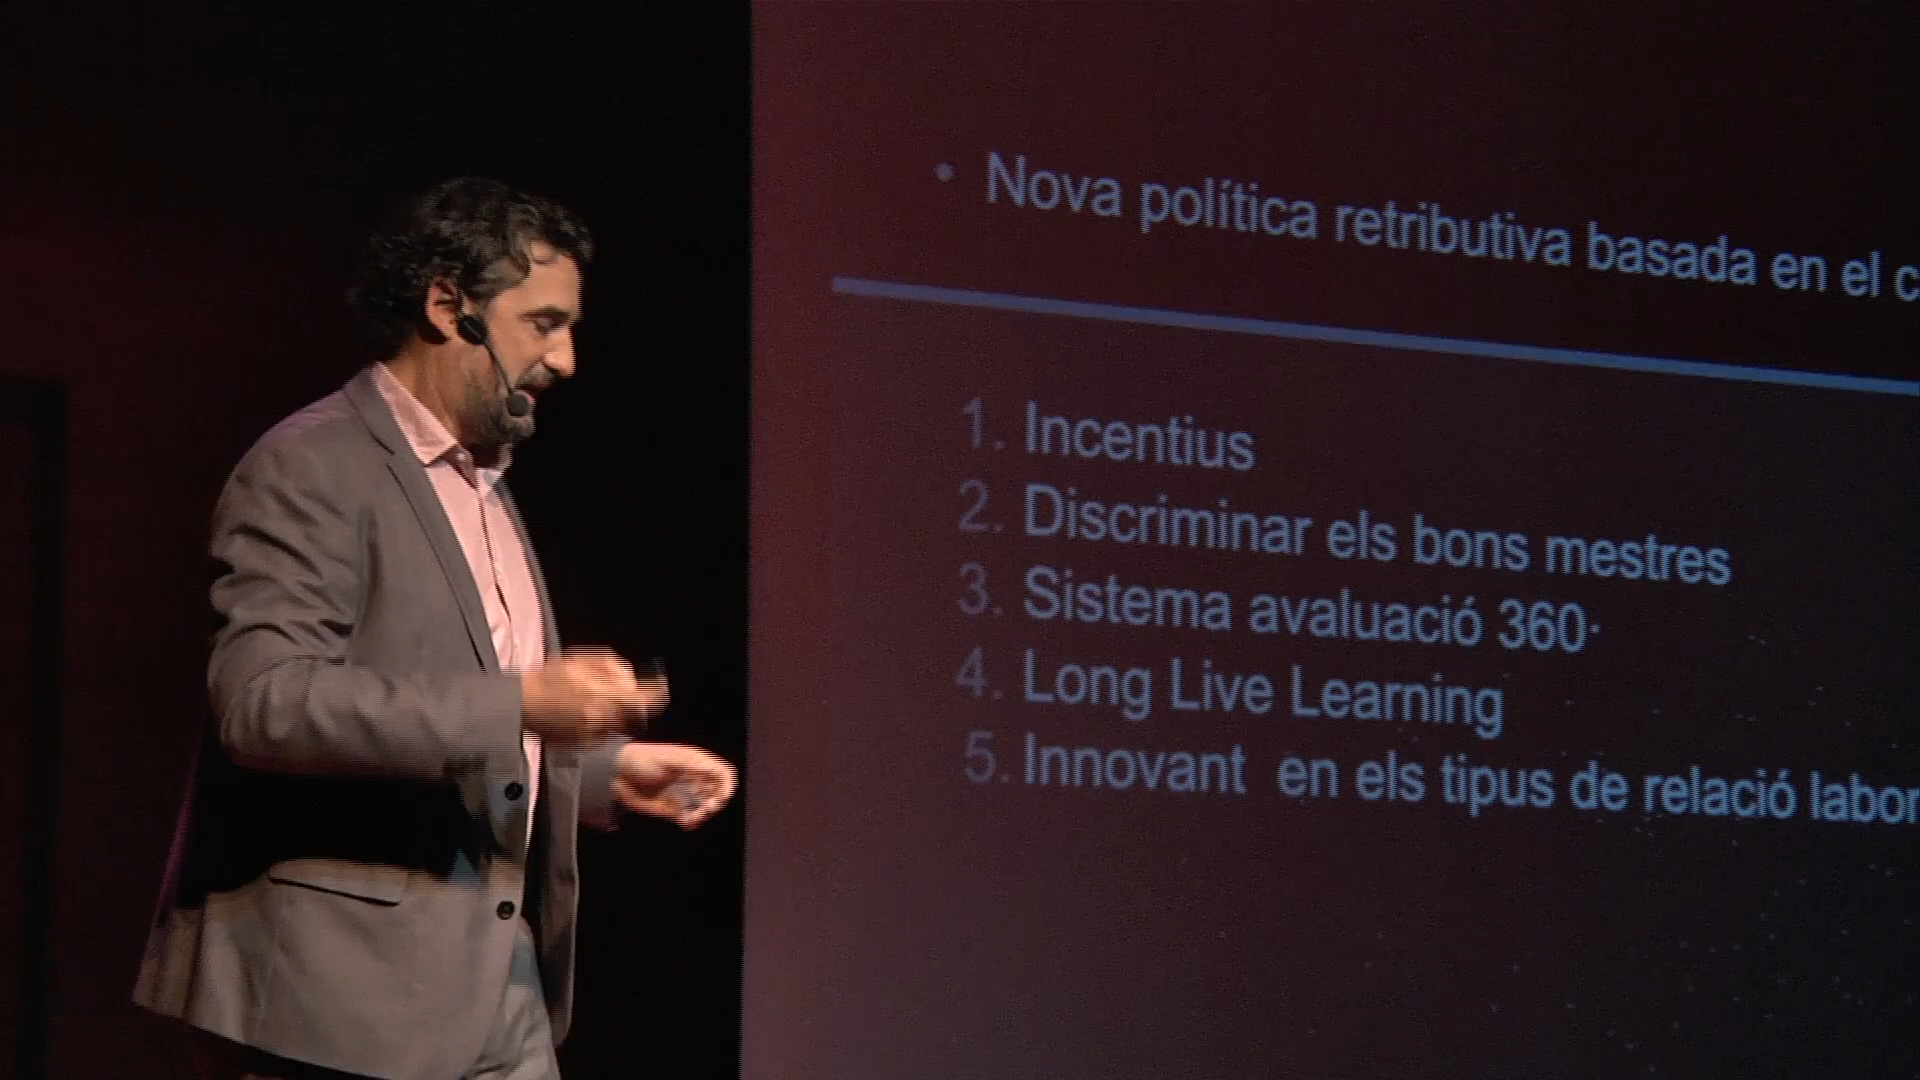 • Nova política retributiva basada en el c
1. Incentius
2. Discriminar els bons mestres
3. Sistema avaluació 360·
4. Long Live Learning
5. Innovant en els tipus de relació labor